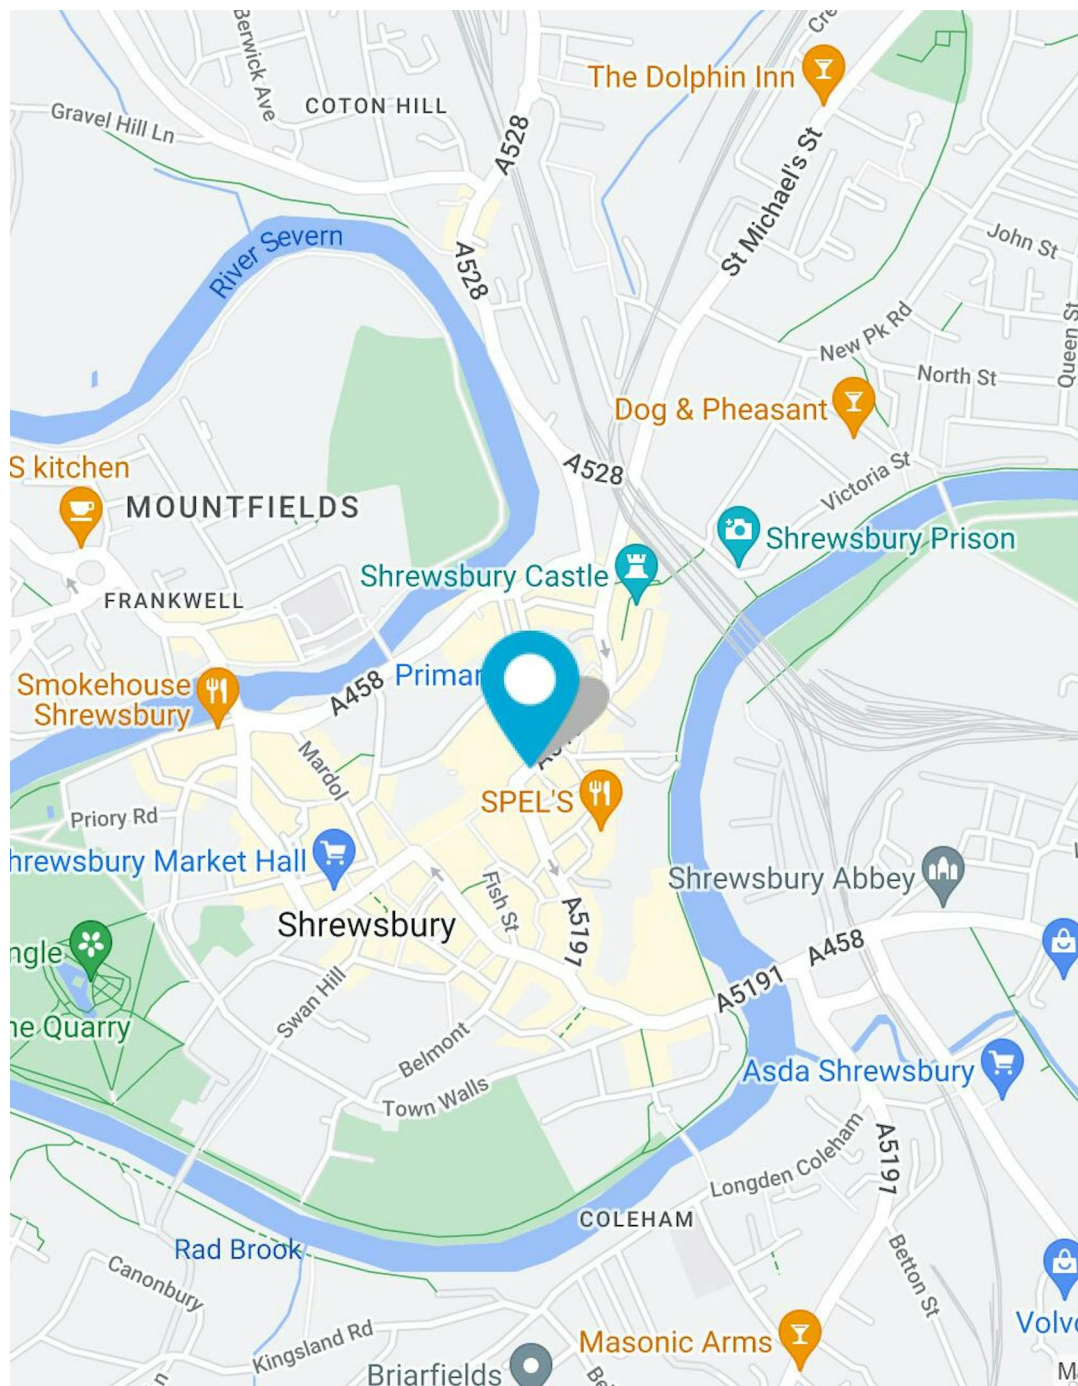 Berwick Ave
COTON HILL
Gravel Hill Ln
A528
The Dolphin Inn
St Michael's St
John St
River Severn
A528
New Pk Rd
Queen St
North St
Dog & Pheasant
S kitchen
A528
Victoria St
MOUNTFIELDS
Shrewsbury Prison
Shrewsbury Castle
FRANKWELL
Smokehouse
Shrewsbury
A458
Primar
Mardol
SPEL'S
Priory Rd
hrewsbury Market Hall
Shrewsbury Abbey
Fish St
Shrewsbury
A5191
A458
ngle
A5191
Swan Hill
ne Quarry
Belmont
Asda Shrewsbury
Town Walls
A5191
Longden Coleham
COLEHAM
Rad Brook
Canonbury
Betton St
Kingsland Rd
Masonic Arms
Volv
Briarfields